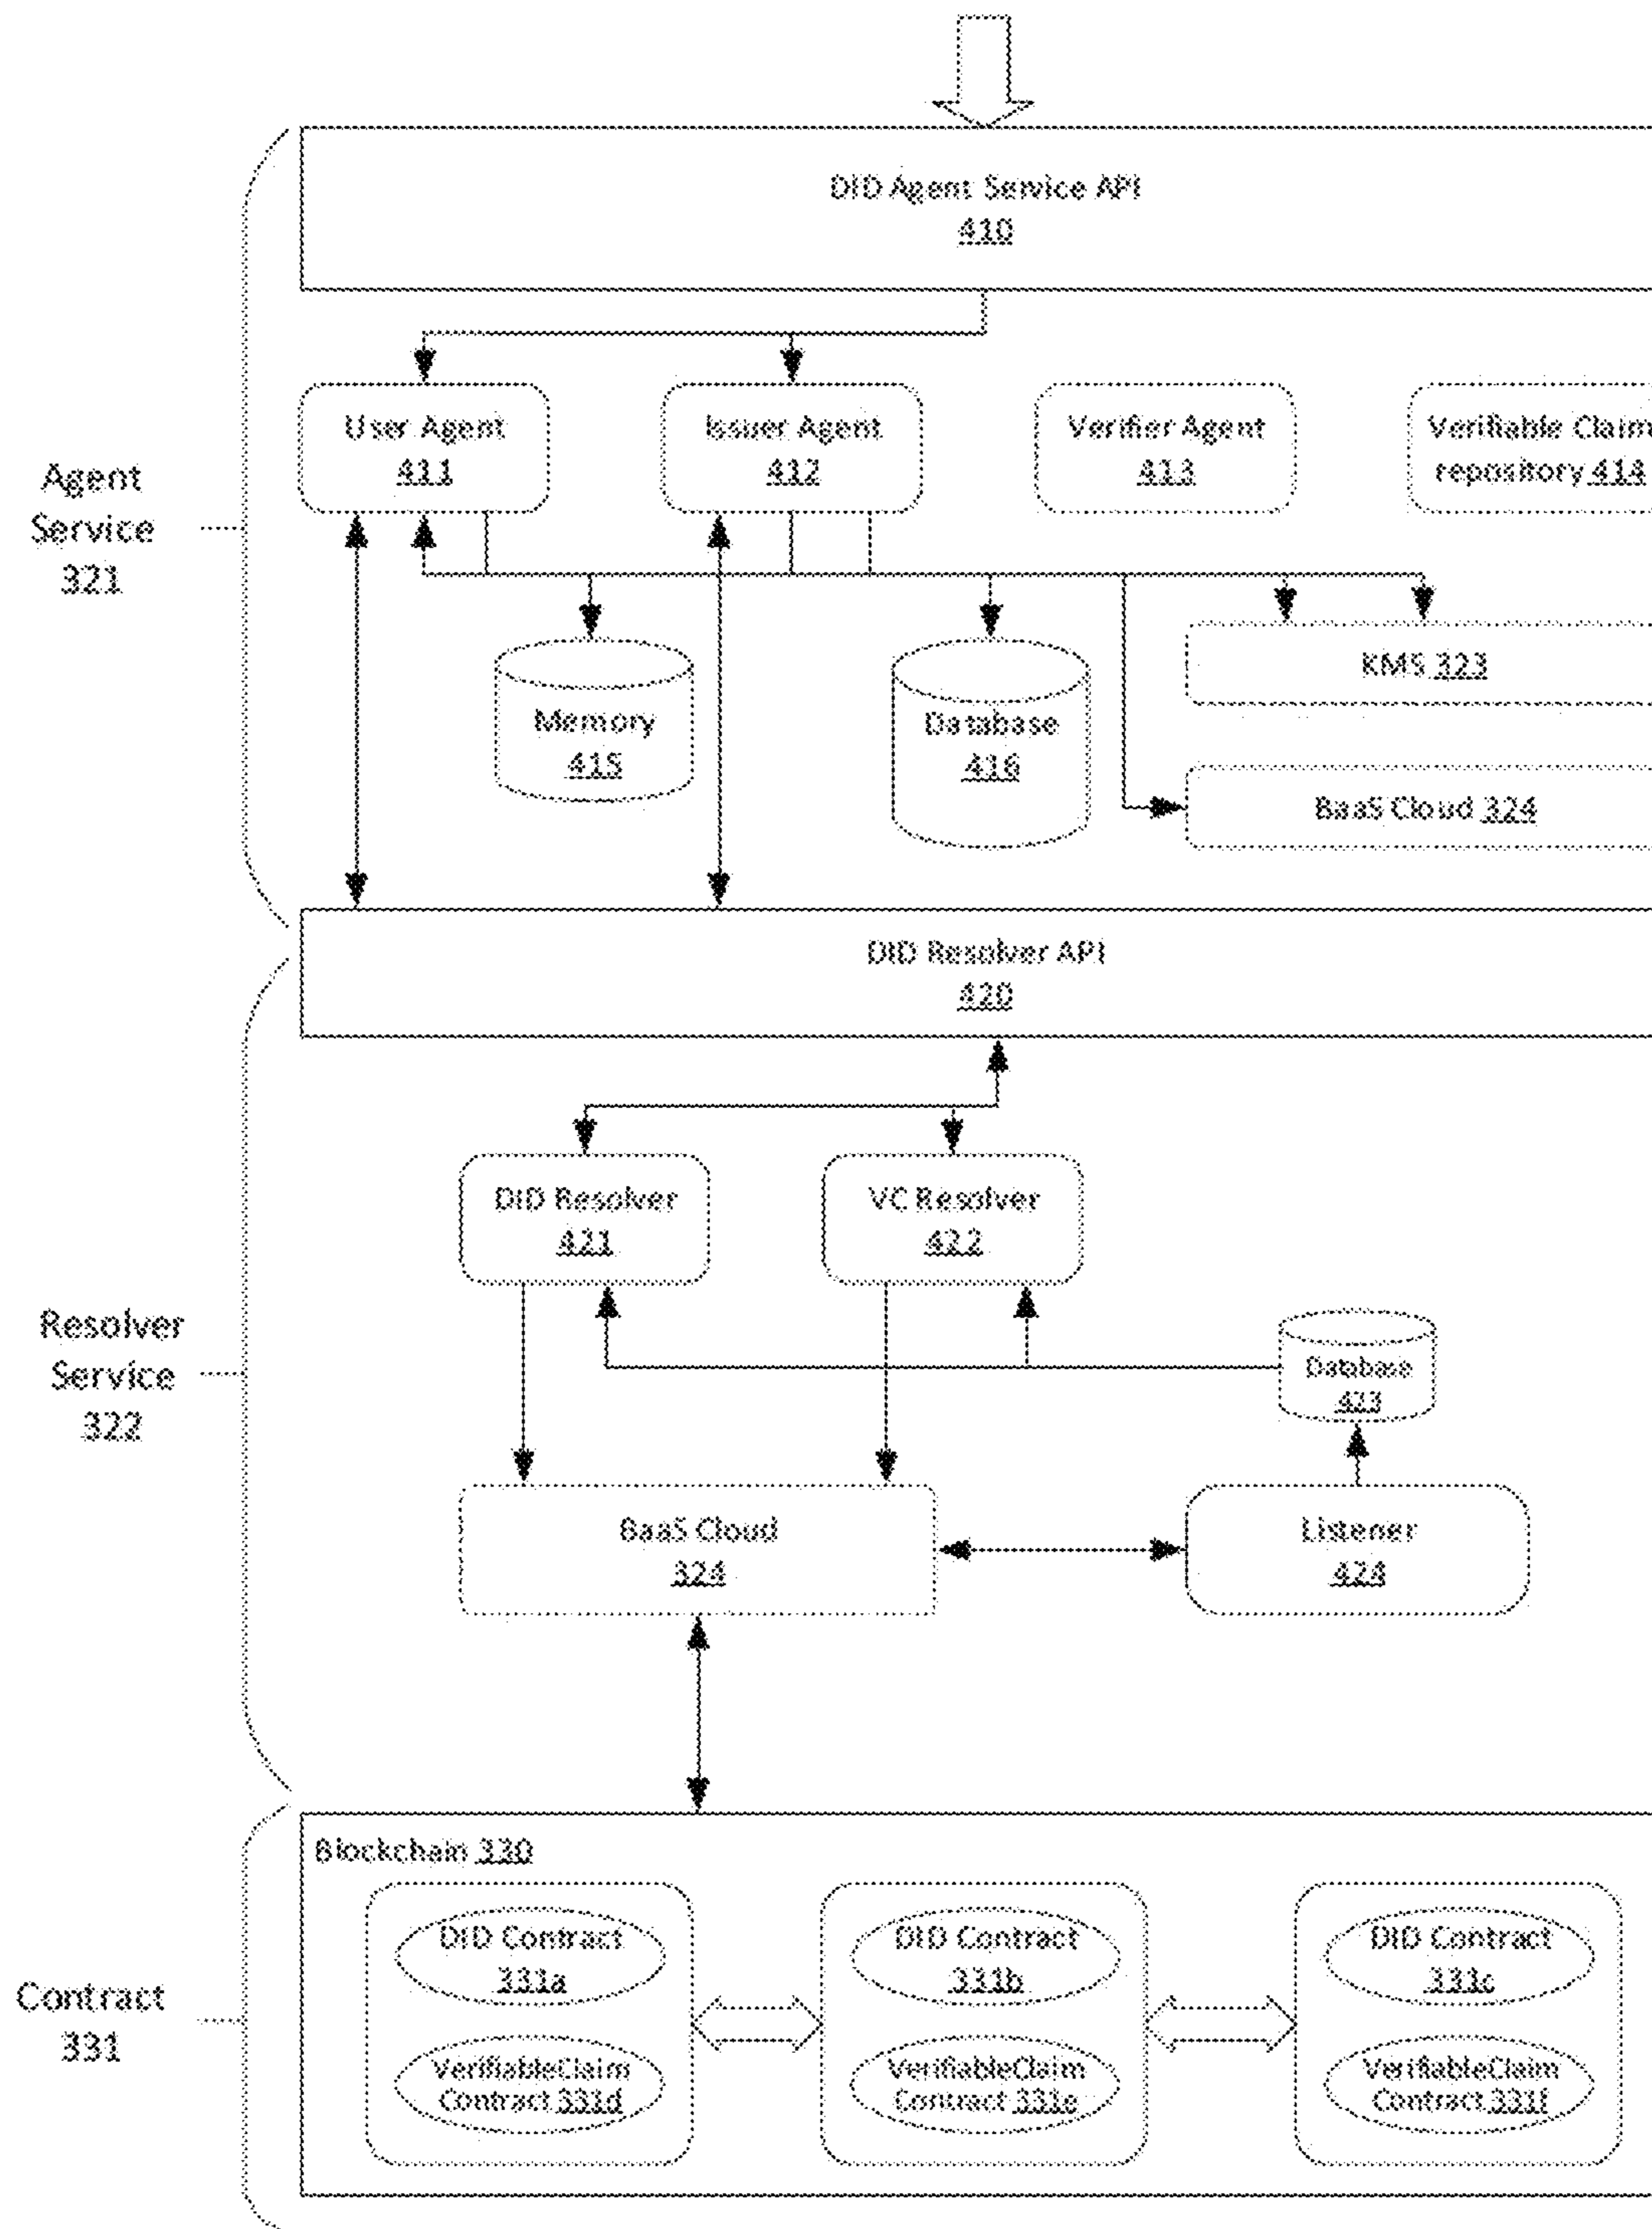 DID Agent Service API
410
User Agent
411
Issuer Agent
412
Verifier Agent
413
Verifiable Claim
repository 414
Agent
Service
321
KMS 323
Memory
415
Database
416
BaaS Cloud 324
DID Resolver API
420
DID Resolver
421
VC Resolver
422
Resolver
Service
322
Database
423
BaaS Cloud
324
Listener
424
Blockchain 330
DID Contract
331a
DID Contract
331b
DID Contract
331c
Contract
331
VerifiableClaim
Contract 331d
VerifiableClaim
Contract 331e
VerifiableClaim
Contract 331f